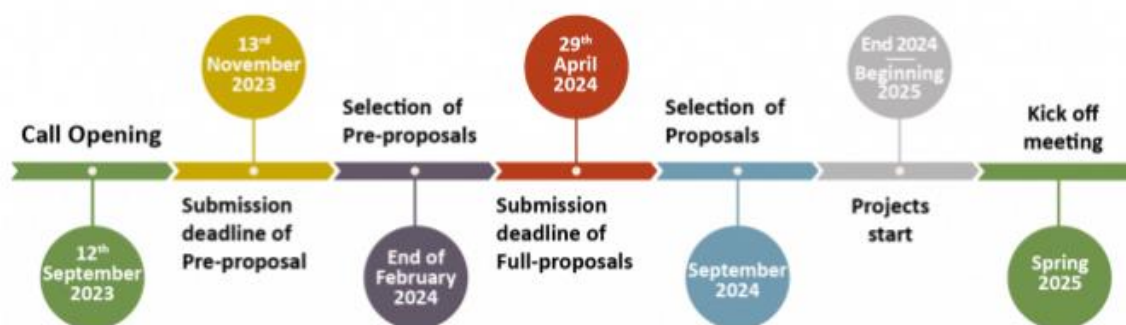 Call Opening
12th
September
2023
13rd
November
2023
Submission
deadline of
Pre-proposal
Selection of
Pre-proposals
End of
February
2024
29th
April
2024
Submission
deadline of
Full-proposals
Selection of
Proposals
September
2024
End 2024
Beginning
2025
Projects
start
Kick off
meeting
Spring
2025